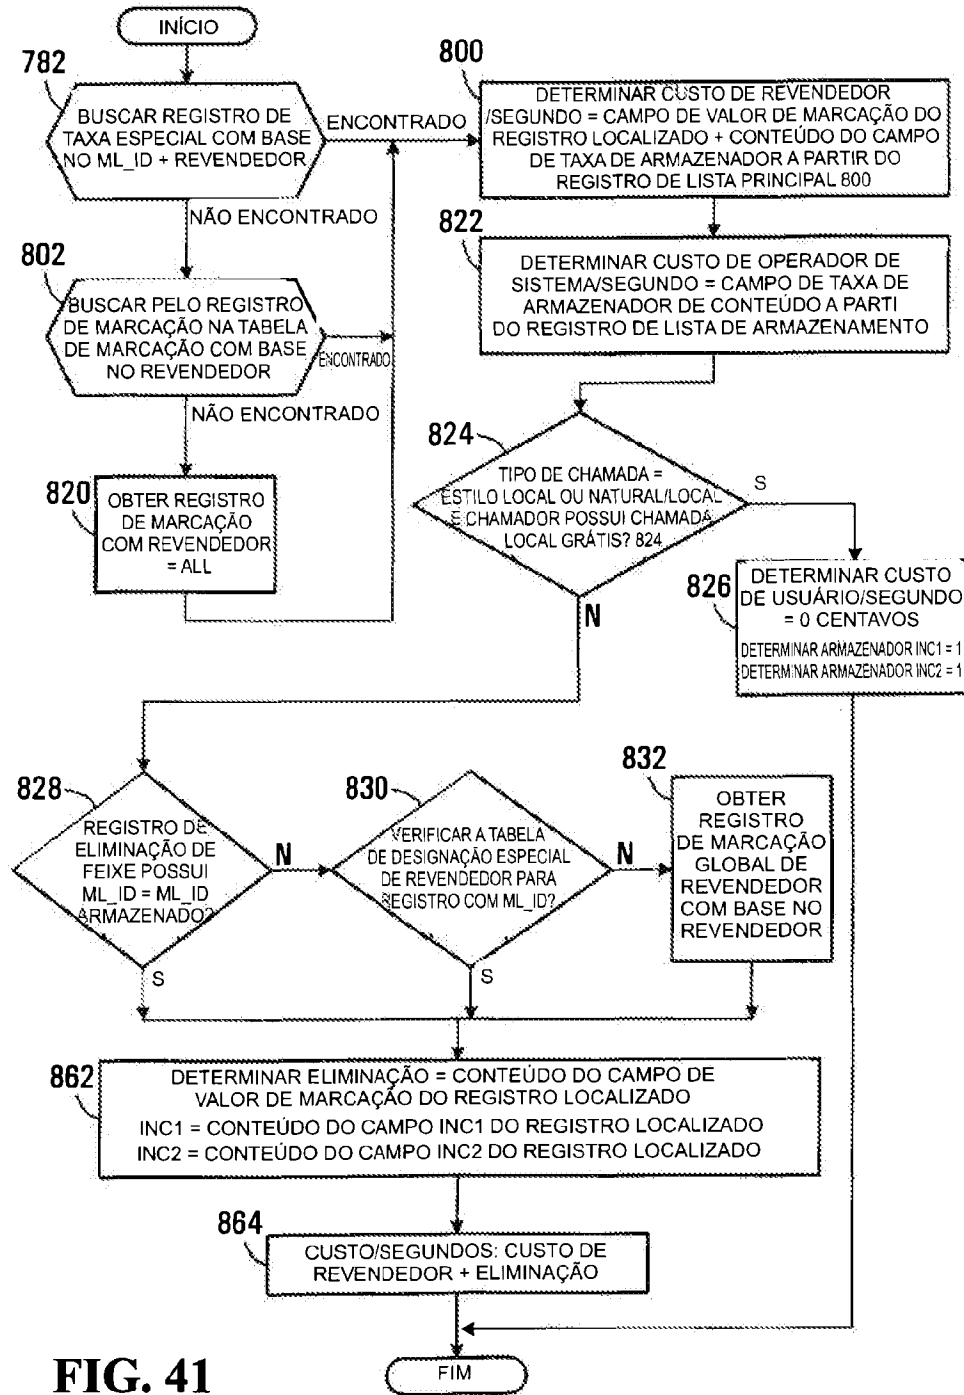 INÍCIO
782
BUSCAR REGISTRO DE
TAXA ESPECIAL COM BASE
NO ML_ID + REVENDEDOR
ENCONTRADO
NÃO ENCONTRADO
802
BUSCAR PELO REGISTRO
DE MARCAÇÃO NA TABELA
DE MARCAÇÃO COM BASE
NO REVENDEDOR
ENCONTRADO
NÃO ENCONTRADO
820
OBTER REGISTRO
DE MARCAÇÃO
COM REVENDEDOR
= ALL
800
DETERMINAR CUSTO DE REVENDEDOR
/SEGUNDO = CAMPO DE VALOR DE MARCAÇÃO DO
REGISTRO LOCALIZADO + CONTEÚDO DO CAMPO
DE TAXA DE ARMAZENADOR A PARTIR DO
REGISTRO DE LISTA PRINCIPAL 800
822
DETERMINAR CUSTO DE OPERADOR DE
SISTEMA/SEGUNDO = CAMPO DE TAXA DE
ARMAZENADOR DE CONTEÚDO A PARTI
DO REGISTRO DE LISTA DE ARMAZENAMENTO
824
TIPO DE CHAMADA =
ESTILO LOCAL OU NATURAL/LOCAL
E CHAMADOR POSSUI CHAMADA
LOCAL GRÁTIS? 824
S
N
826
DETERMINAR CUSTO
DE USUÁRIO/SEGUNDO
= 0 CENTAVOS
DETERMINAR ARMAZENADOR INC1 = 1
DETERMINAR ARMAZENADOR INC2 = 1
828
REGISTRO DE
ELIMINAÇÃO DE
FEIXE POSSUI
ML_ID = ML_ID
ARMAZENADO?
N
S
830
VERIFICAR A TABELA
DE DESIGNAÇÃO ESPECIAL
DE REVENDEDOR PARA
REGISTRO COM ML_ID?
N
S
832
OBTER
REGISTRO
DE MARCAÇÃO
GLOBAL DE
REVENDEDOR
COM BASE NO
REVENDEDOR
862
DETERMINAR ELIMINAÇÃO = CONTEÚDO DO CAMPO DE
VALOR DE MARCAÇÃO DO REGISTRO LOCALIZADO
INC1 = CONTEÚDO DO CAMPO INC1 DO REGISTRO LOCALIZADO
INC2 = CONTEÚDO DO CAMPO INC2 DO REGISTRO LOCALIZADO
864
CUSTO/SEGUNDOS: CUSTO DE
REVENDEDOR + ELIMINAÇÃO
FIM
FIG. 41